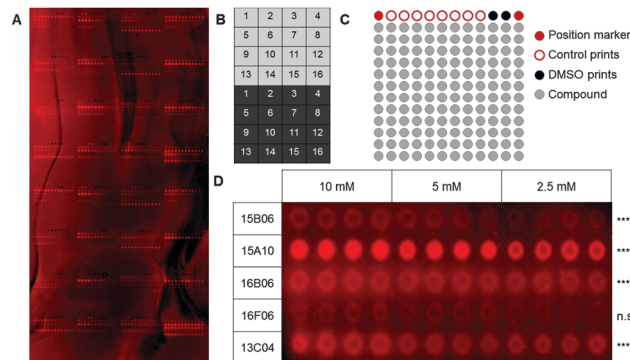 A
B
1 2 3 4
5 6 7 8
9 10 11 12
13 14 15 16
1 2 3 4
5 6 7 8
9 10 11 12
13 14 15 16
C
Position marker
Control prints
DMSO prints
Compound
D
10 mM 5 mM 2.5 mM
15B06 ***
15A10 ***
16B06 ***
16F06 n.s
13C04 ***